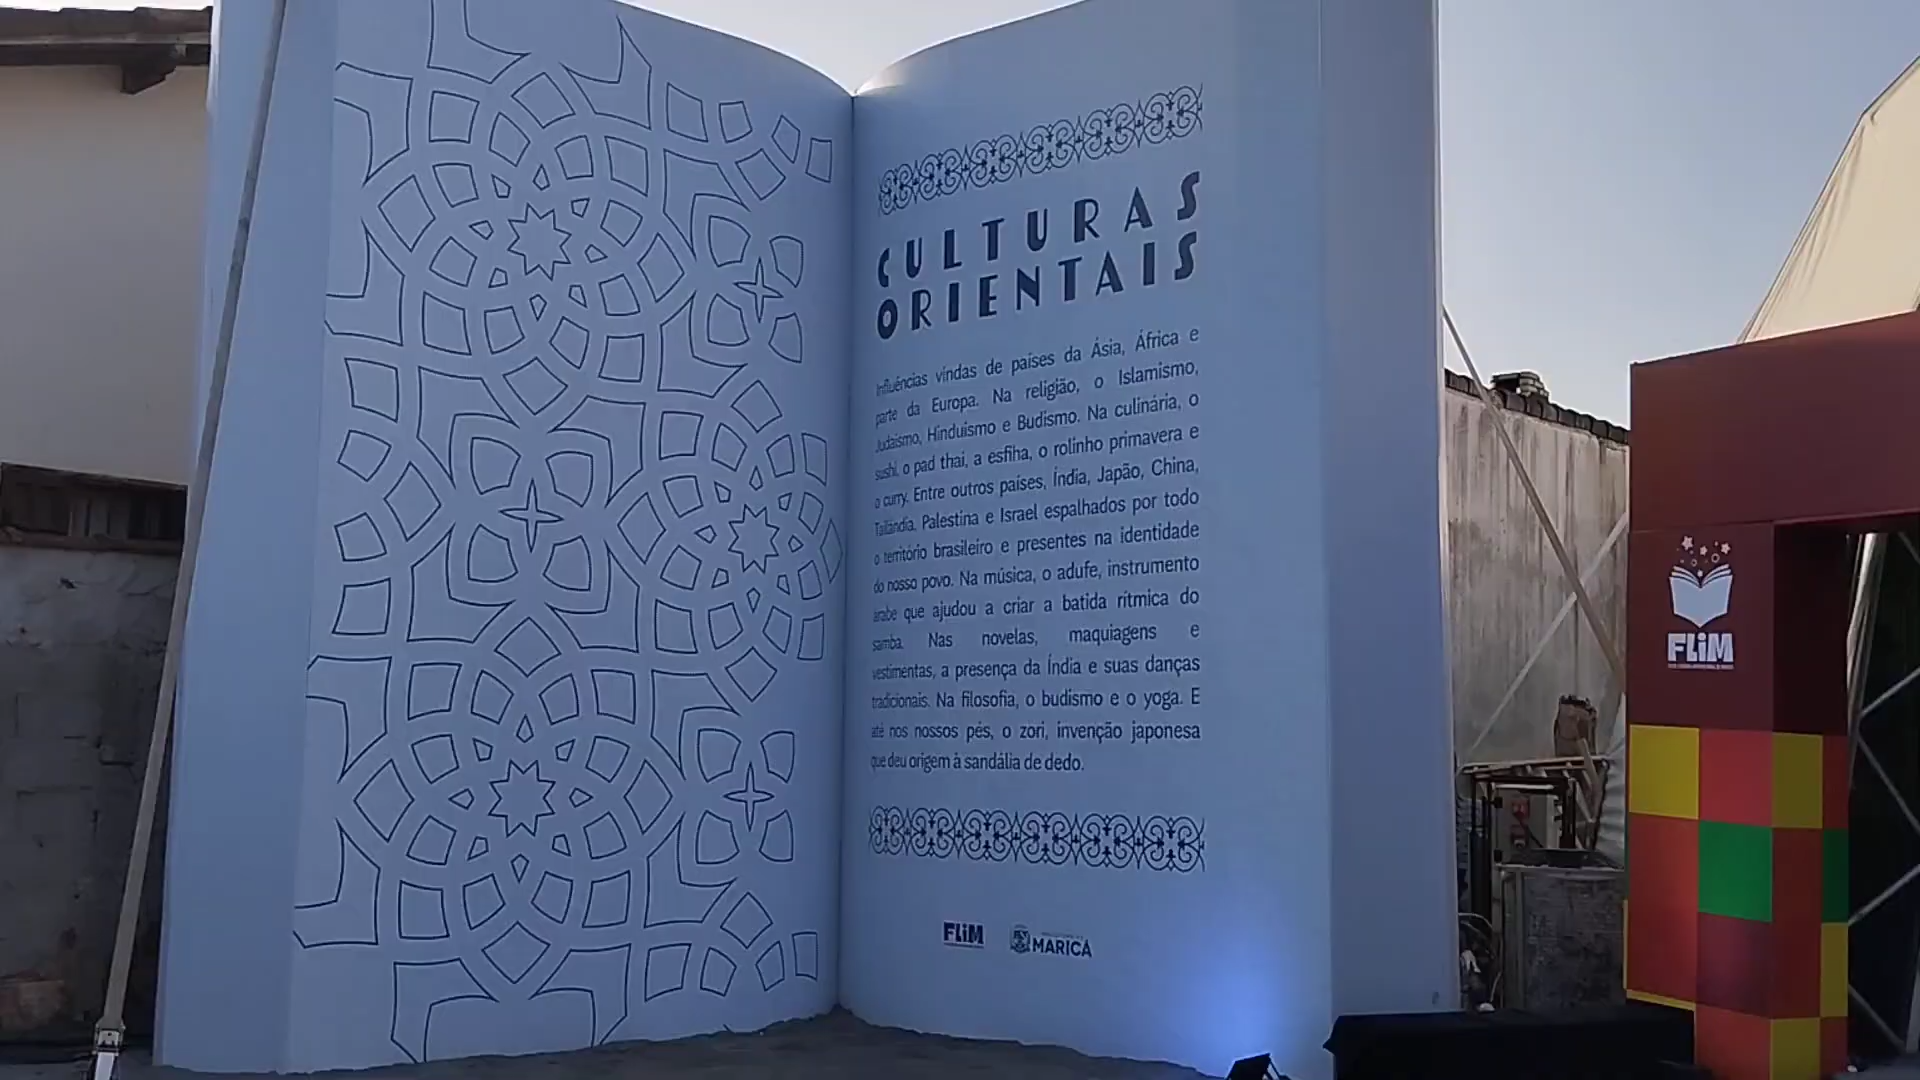 CULTURAS
ORIENTAIS
Influências vindas de países da Ásia, África e
parte da Europa. Na religião, o Islamismo,
Judaísmo, Hinduísmo e Budismo. Na culinária, o
sushi, o pad thai, a esfiha, o rolinho primavera e
o curry. Entre outros países, Índia, Japão, China,
Tailândia, Palestina e Israel espalhados por todo
o território brasileiro e presentes na identidade
do nosso povo. Na música, o adufe, instrumento
árabe que ajudou a criar a batida rítmica do
samba. Nas novelas, maquiagens e
vestimentas, a presença da Índia e suas danças
tradicionais. Na filosofia, o budismo e o yoga. E
até nos nossos pés, o zori, invenção japonesa
que deu origem à sandália de dedo.
FLiM
MARICÁ
FLiM